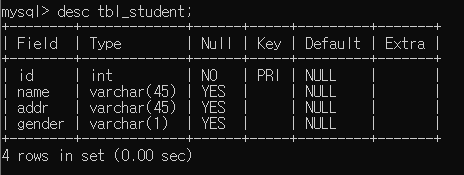 mysql> desc tbl_student;
+--------+-------------+------+-----+---------+-------+
| Field  | Type        | Null | Key | Default | Extra |
+--------+-------------+------+-----+---------+-------+
| id     | int         | NO   | PRI | NULL    |       |
| name   | varchar(45) | YES  |     | NULL    |       |
| addr   | varchar(45) | YES  |     | NULL    |       |
| gender | varchar(1)  | YES  |     | NULL    |       |
+--------+-------------+------+-----+---------+-------+
4 rows in set (0.00 sec)